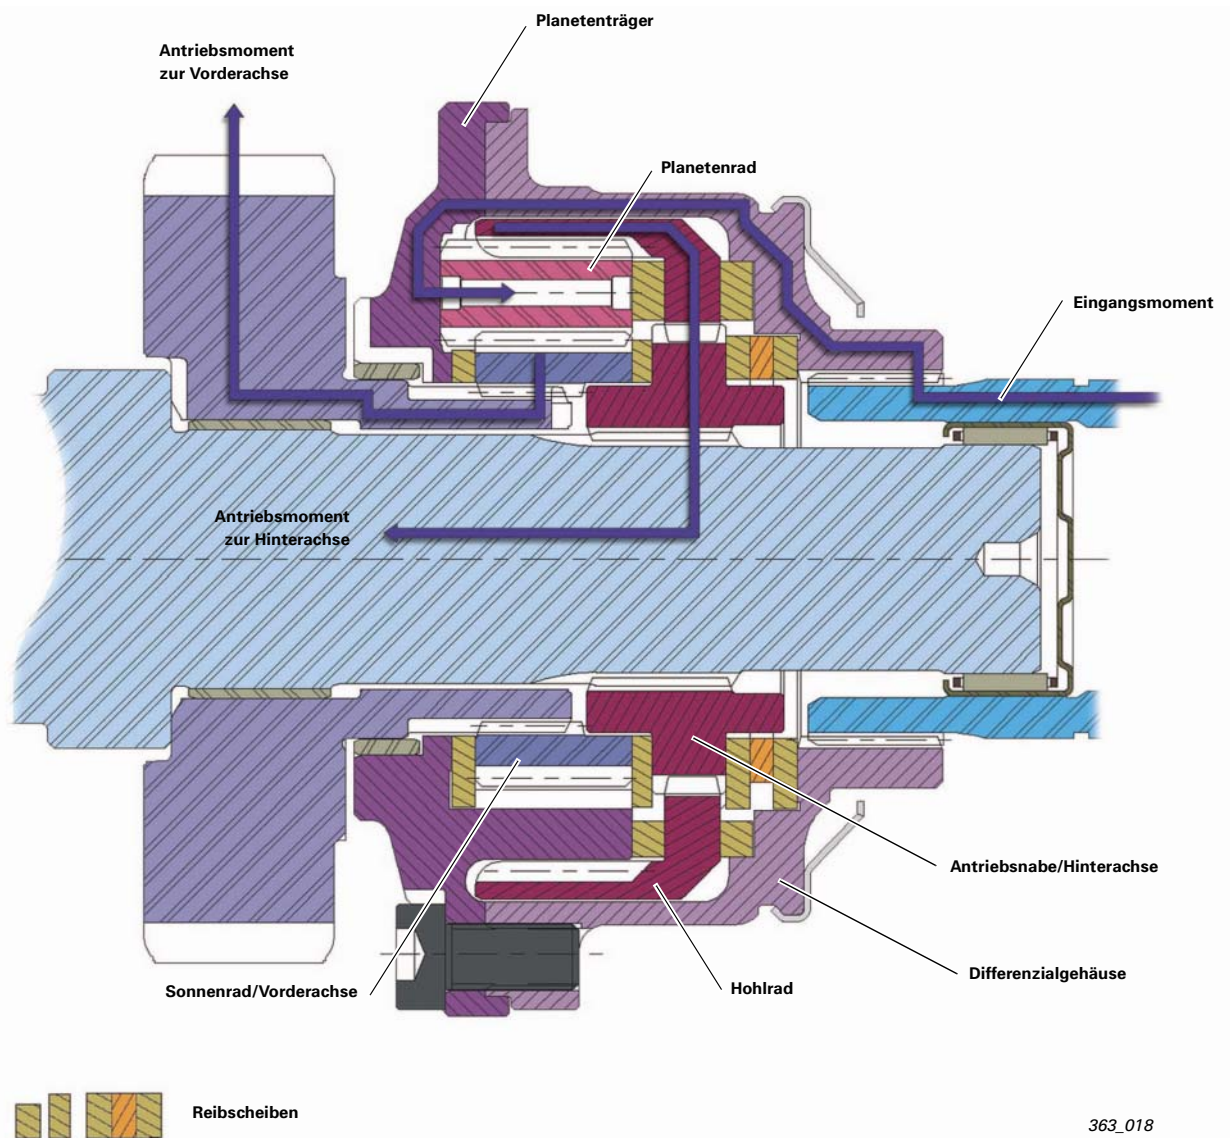 Planetenträger
Antriebsmoment
zur Vorderachse
Planetenrad
Eingangsmoment
Antriebsmoment
zur Hinterachse
Antriebsnabe/Hinterachse
Differenzialgehäuse
Sonnenrad/Vorderachse
Hohlrad
Reibscheiben
363_018